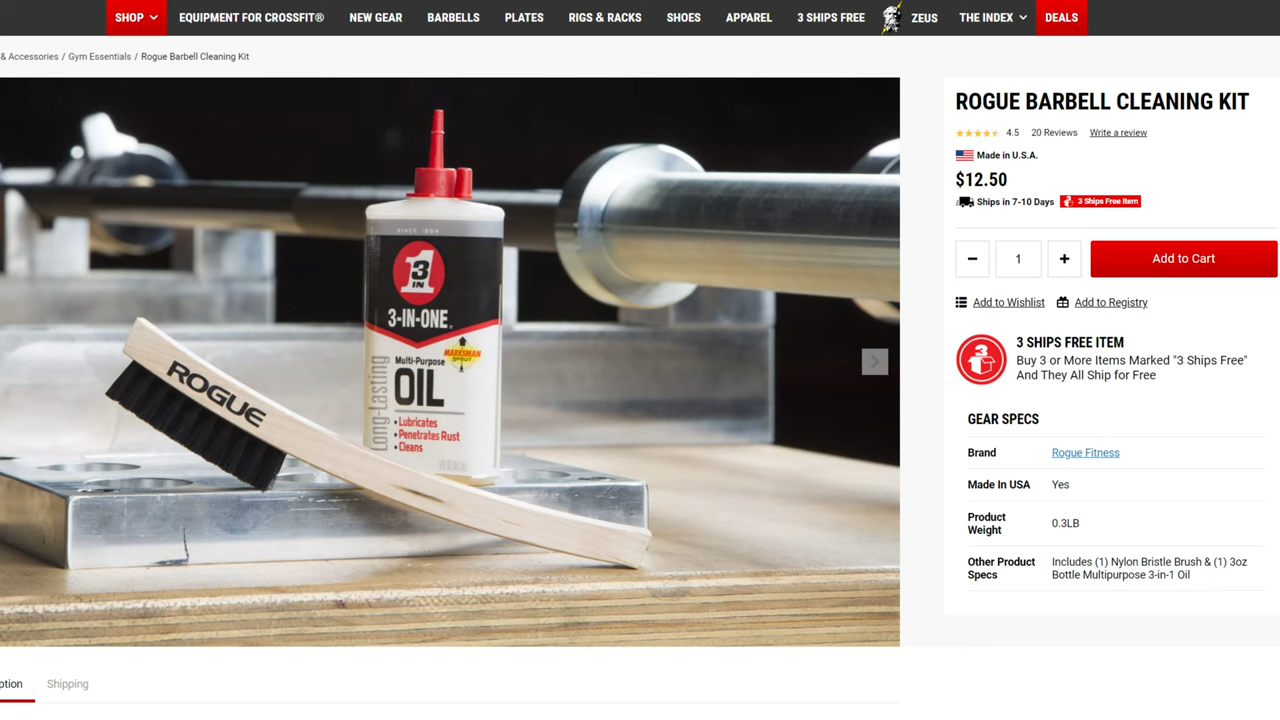 SHOP EQUIPMENT FOR CROSSFIT® NEW GEAR BARBELLS PLATES RIGS & RACKS SHOES APPAREL 3 SHIPS FREE ZEUS THE INDEX DEALS
& Accessories / Gym Essentials / Rogue Barbell Cleaning Kit
SINCE 1894
3
IN
1
3-IN-ONE®
Multi-Purpose
MARKSMAN
SPOUT
OIL
Long-Lasting
• Lubricates
• Penetrates Rust
• Cleans
ROGUE
ROGUE BARBELL CLEANING KIT
4.5 20 Reviews Write a review
Made in U.S.A.
$12.50
Ships in 7-10 Days 3 Ships Free Item
− 1 + Add to Cart
Add to Wishlist Add to Registry
3
3 SHIPS FREE ITEM
Buy 3 or More Items Marked "3 Ships Free"
And They All Ship for Free
GEAR SPECS
Brand Rogue Fitness
Made In USA Yes
Product
Weight
0.3LB
Other Product
Specs
Includes (1) Nylon Bristle Brush & (1) 3oz
Bottle Multipurpose 3-in-1 Oil
ption Shipping